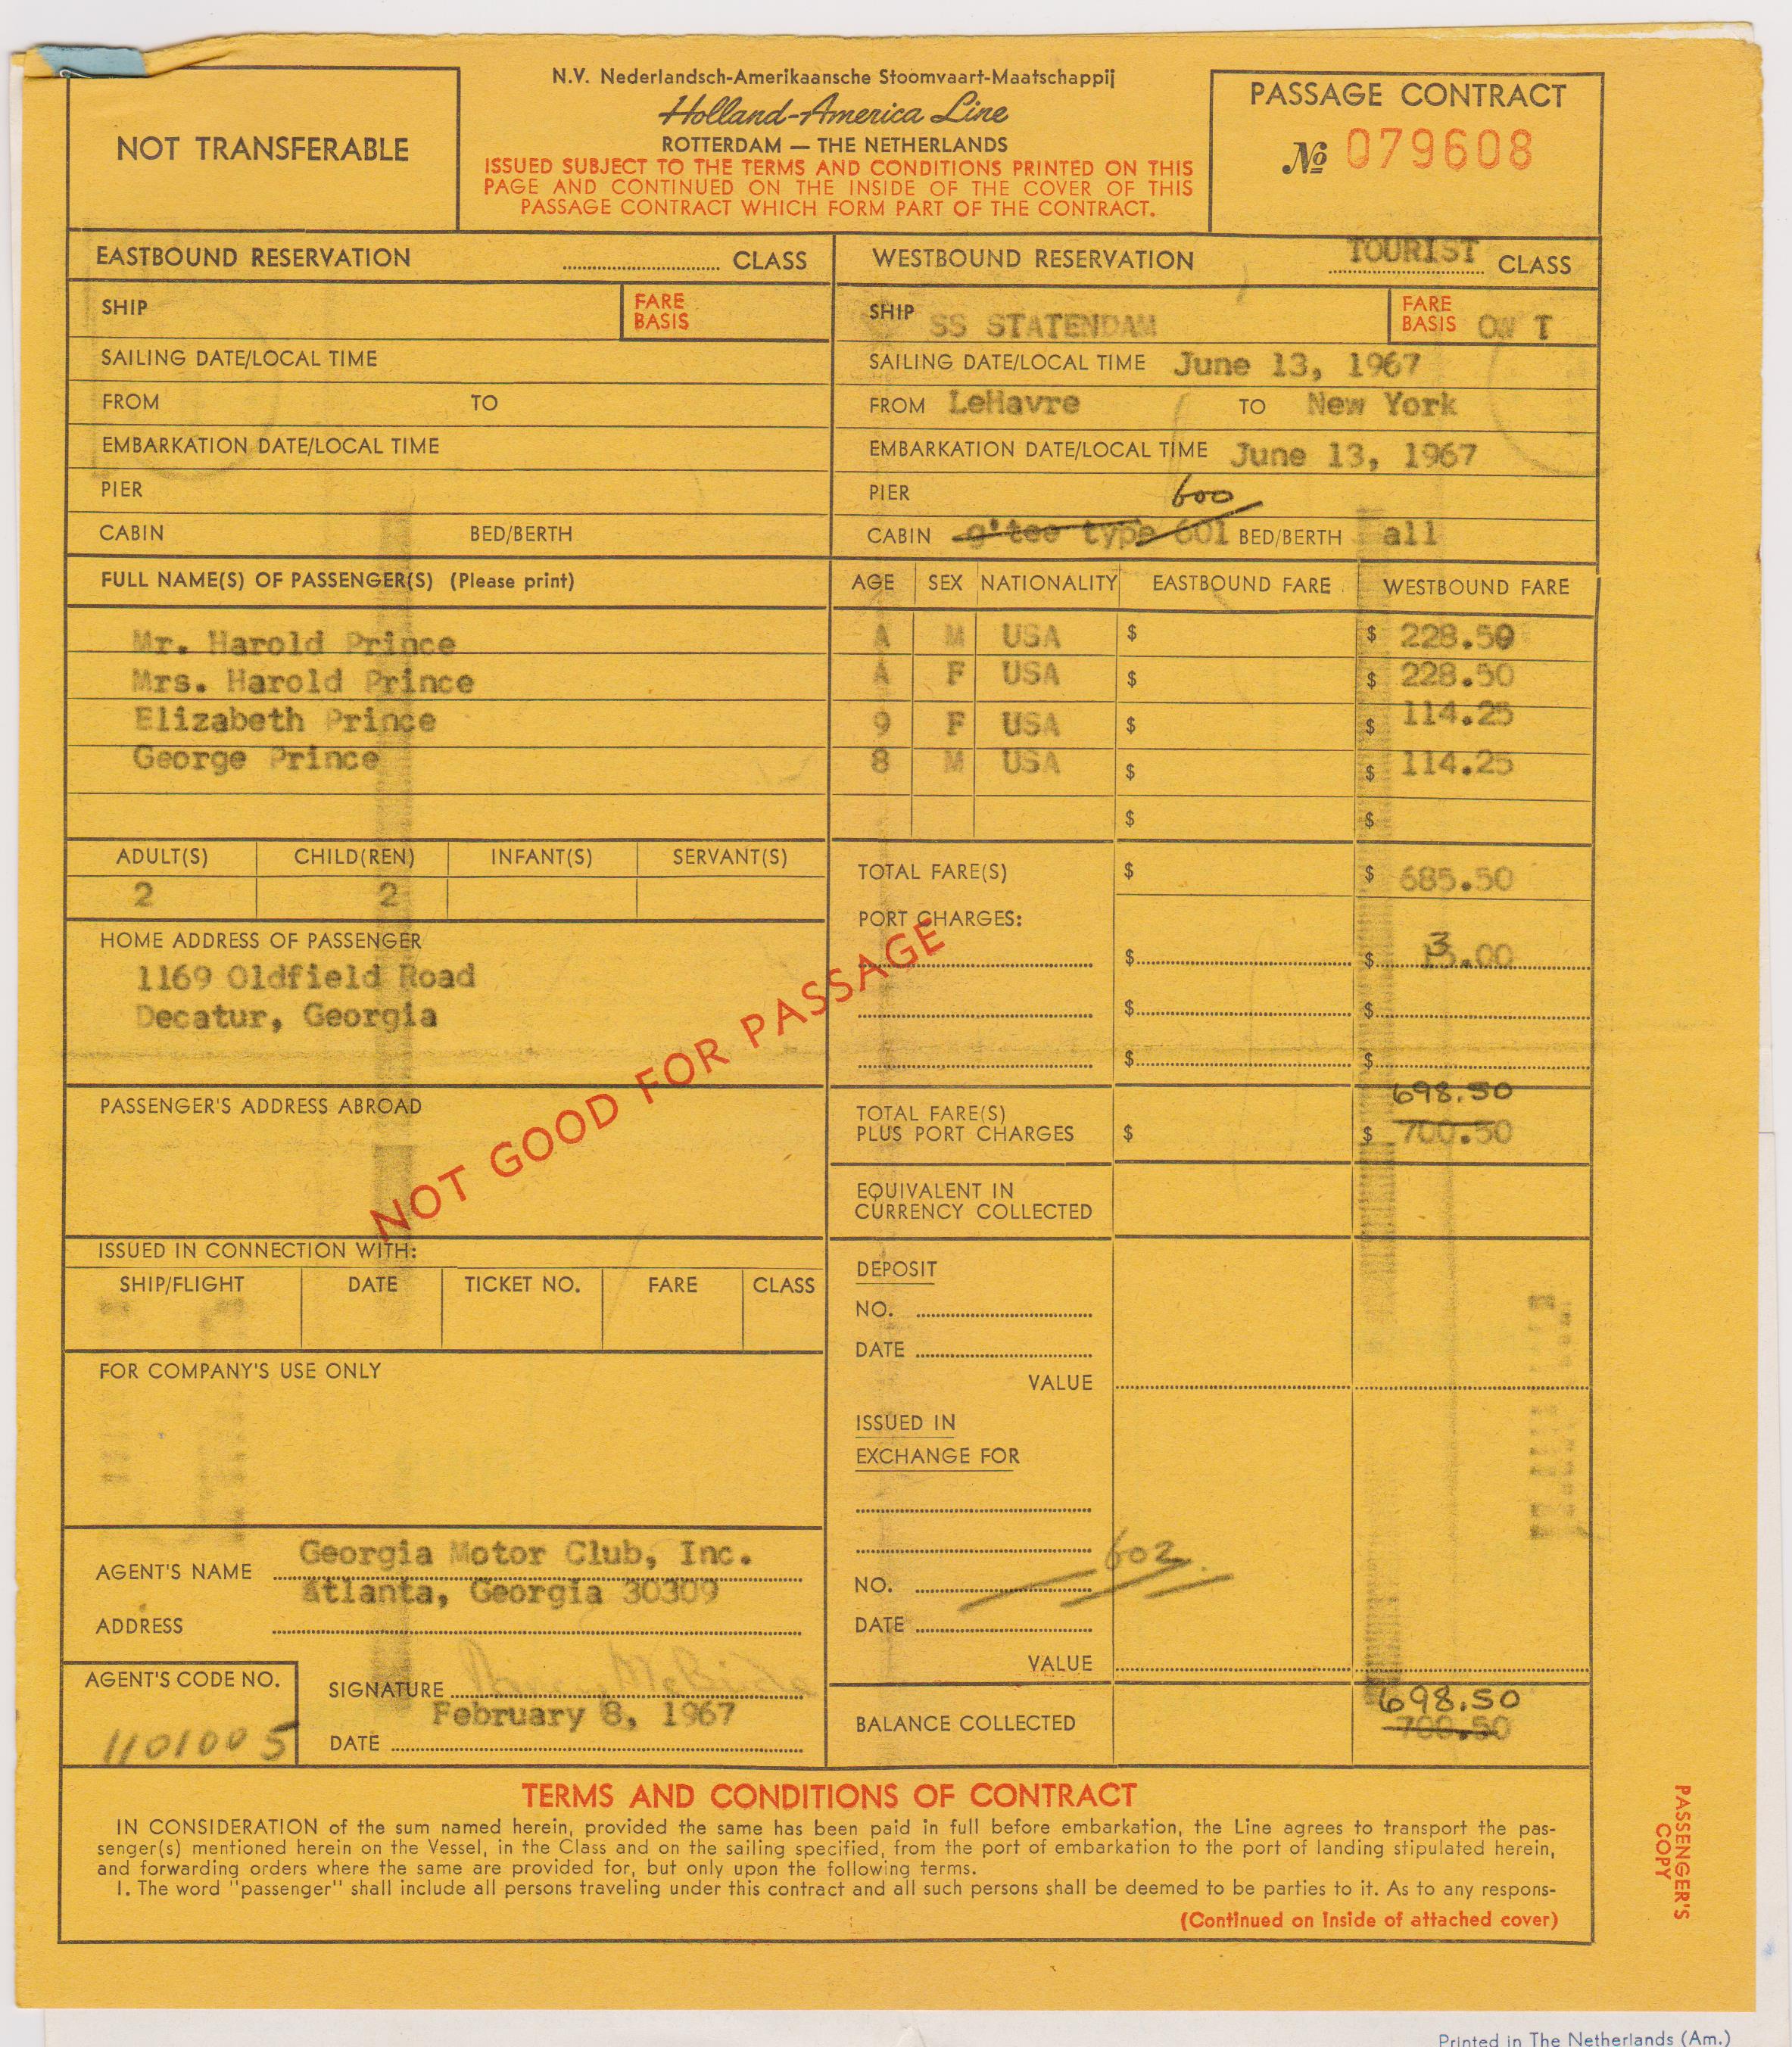 N.V. Nederlandsch-Amerikaansche Stoomvaart-Maatschappij
Holland-America Line
ROTTERDAM — THE NETHERLANDS
ISSUED SUBJECT TO THE TERMS AND CONDITIONS PRINTED ON THIS
PAGE AND CONTINUED ON THE INSIDE OF THE COVER OF THIS
PASSAGE CONTRACT WHICH FORM PART OF THE CONTRACT.
NOT TRANSFERABLE
PASSAGE CONTRACT
No 079608
EASTBOUND RESERVATION CLASS
SHIP FARE BASIS
SAILING DATE/LOCAL TIME
FROM TO
EMBARKATION DATE/LOCAL TIME
PIER
CABIN BED/BERTH
WESTBOUND RESERVATION TOURIST CLASS
SHIP SS STATENDAM FARE BASIS OW T
SAILING DATE/LOCAL TIME June 13, 1967
FROM LeHavre TO New York
EMBARKATION DATE/LOCAL TIME June 13, 1967
PIER 600
CABIN g'tee type 601 BED/BERTH all
FULL NAME(S) OF PASSENGER(S) (Please print) AGE SEX NATIONALITY EASTBOUND FARE WESTBOUND FARE
Mr. Harold Prince A M USA $ $ 228.50
Mrs. Harold Prince A F USA $ $ 228.50
Elizabeth Prince 9 F USA $ $ 114.25
George Prince 8 M USA $ $ 114.25
$ $
ADULT(S) CHILD(REN) INFANT(S) SERVANT(S)
2 2
HOME ADDRESS OF PASSENGER
1169 Oldfield Road
Decatur, Georgia
NOT GOOD FOR PASSAGE
PASSENGER'S ADDRESS ABROAD
ISSUED IN CONNECTION WITH:
SHIP/FLIGHT DATE TICKET NO. FARE CLASS
FOR COMPANY'S USE ONLY
AGENT'S NAME Georgia Motor Club, Inc.
Atlanta, Georgia 30309
ADDRESS
AGENT'S CODE NO.
1101005
SIGNATURE
February 8, 1967
DATE
TOTAL FARE(S) $ $ 685.50
PORT CHARGES:
$ $ 13.00
$ $
$ $
698.50
TOTAL FARE(S)
PLUS PORT CHARGES $ $ 700.50
EQUIVALENT IN
CURRENCY COLLECTED
DEPOSIT
NO.
DATE
VALUE
ISSUED IN
EXCHANGE FOR
602
NO.
DATE
VALUE
698.50
BALANCE COLLECTED 700.50
TERMS AND CONDITIONS OF CONTRACT
IN CONSIDERATION of the sum named herein, provided the same has been paid in full before embarkation, the Line agrees to transport the pas-
senger(s) mentioned herein on the Vessel, in the Class and on the sailing specified, from the port of embarkation to the port of landing stipulated herein,
and forwarding orders where the same are provided for, but only upon the following terms.
1. The word "passenger" shall include all persons traveling under this contract and all such persons shall be deemed to be parties to it. As to any respons-
(Continued on inside of attached cover)
PASSENGER'S
COPY
Printed in The Netherlands (Am.)